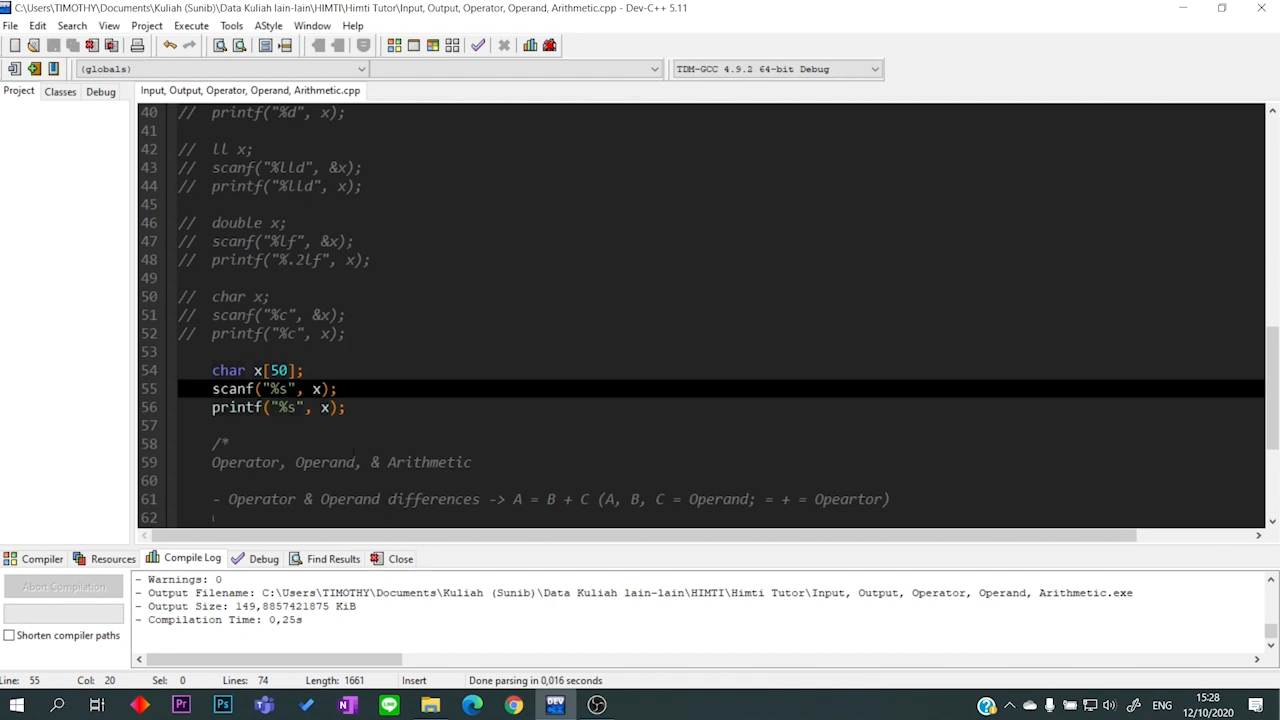 C:\Users\TIMOTHY\Documents\Kuliah (Sunib)\Data Kuliah lain-lain\HIMTI\Himti Tutor\Input, Output, Operator, Operand, Arithmetic.cpp - Dev-C++ 5.11
File Edit Search View Project Execute Tools AStyle Window Help
(globals) TDM-GCC 4.9.2 64-bit Debug
Project Classes Debug Input, Output, Operator, Operand, Arithmetic.cpp
40 // printf("%d", x);
41
42 // ll x;
43 // scanf("%lld", &x);
44 // printf("%lld", x);
45
46 // double x;
47 // scanf("%lf", &x);
48 // printf("%.2lf", x);
49
50 // char x;
51 // scanf("%c", &x);
52 // printf("%c", x);
53
54 char x[50];
55 scanf("%s", x);
56 printf("%s", x);
57
58 /*
59 Operator, Operand, & Arithmetic
60
61 - Operator & Operand differences -> A = B + C (A, B, C = Operand; = + = Opeartor)
62
Compiler Resources Compile Log Debug Find Results Close
Abort Compilation
Shorten compiler paths
- Warnings: 0
- Output Filename: C:\Users\TIMOTHY\Documents\Kuliah (Sunib)\Data Kuliah lain-lain\HIMTI\Himti Tutor\Input, Output, Operator, Operand, Arithmetic.exe
- Output Size: 149,8857421875 KiB
- Compilation Time: 0,25s
Line: 55 Col: 20 Sel: 0 Lines: 74 Length: 1661 Insert Done parsing in 0,016 seconds
15:28
12/10/2020